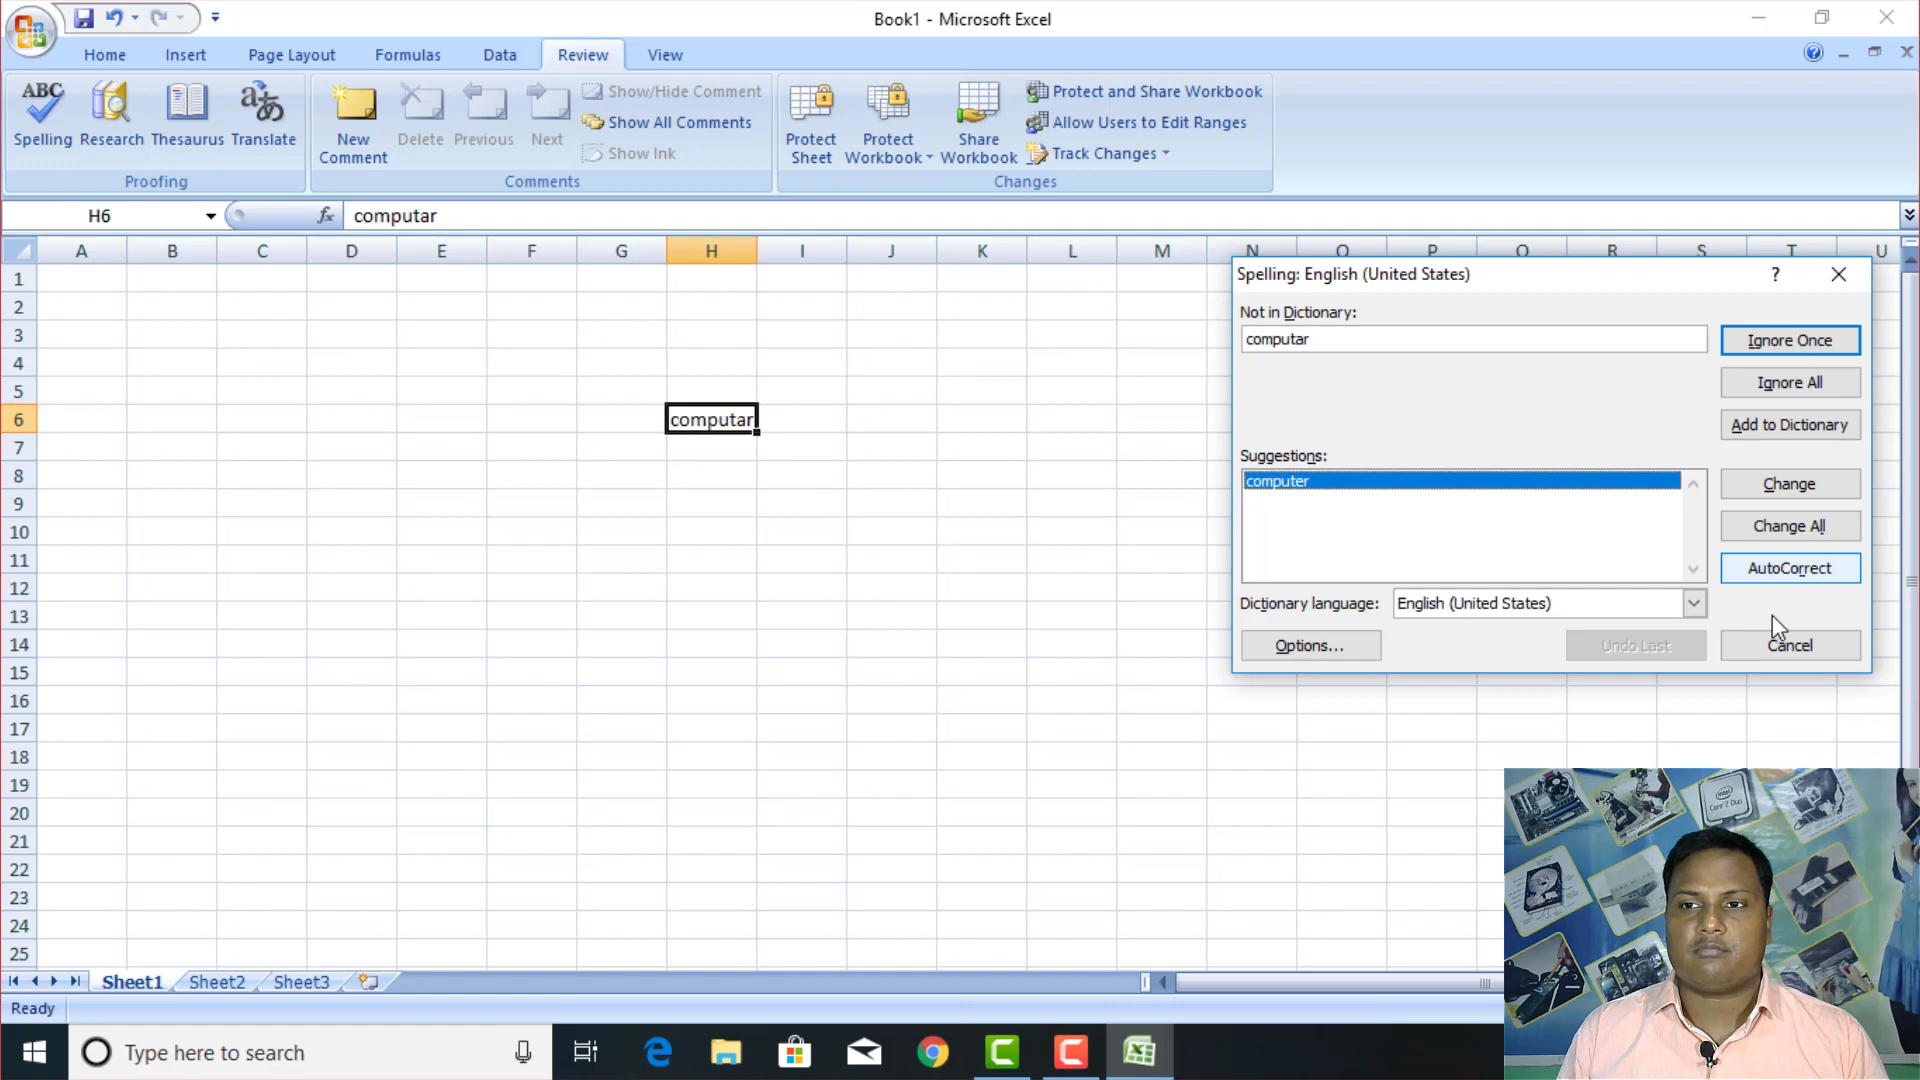 Book1 - Microsoft Excel
Home Insert Page Layout Formulas Data Review View
ABC
Spelling Research Thesaurus Translate
Proofing
New Comment Delete Previous Next
Show/Hide Comment
Show All Comments
Show Ink
Comments
Protect Sheet Protect Workbook Share Workbook
Protect and Share Workbook
Allow Users to Edit Ranges
Track Changes
Changes
H6 fx computar
A B C D E F G H I J K L M N O P Q R S T U
1
2
3
4
5
6 computar
7
8
9
10
11
12
13
14
15
16
17
18
19
20
21
22
23
24
25
Spelling: English (United States) ?
Not in Dictionary:
computar
Ignore Once
Ignore All
Add to Dictionary
Suggestions:
computer
Change
Change All
AutoCorrect
Dictionary language: English (United States)
Options... Undo Last Cancel
intel
Core 2 Duo
Sheet1 Sheet2 Sheet3
Ready
Type here to search